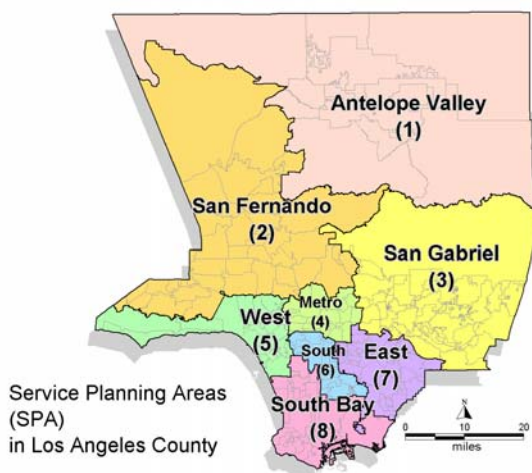 Antelope Valley
(1)
San Fernando
(2)
San Gabriel
(3)
Metro
(4)
West
(5)
South
(6)
East
(7)
South Bay
(8)
Service Planning Areas
(SPA)
in Los Angeles County
N
0 10 20
miles